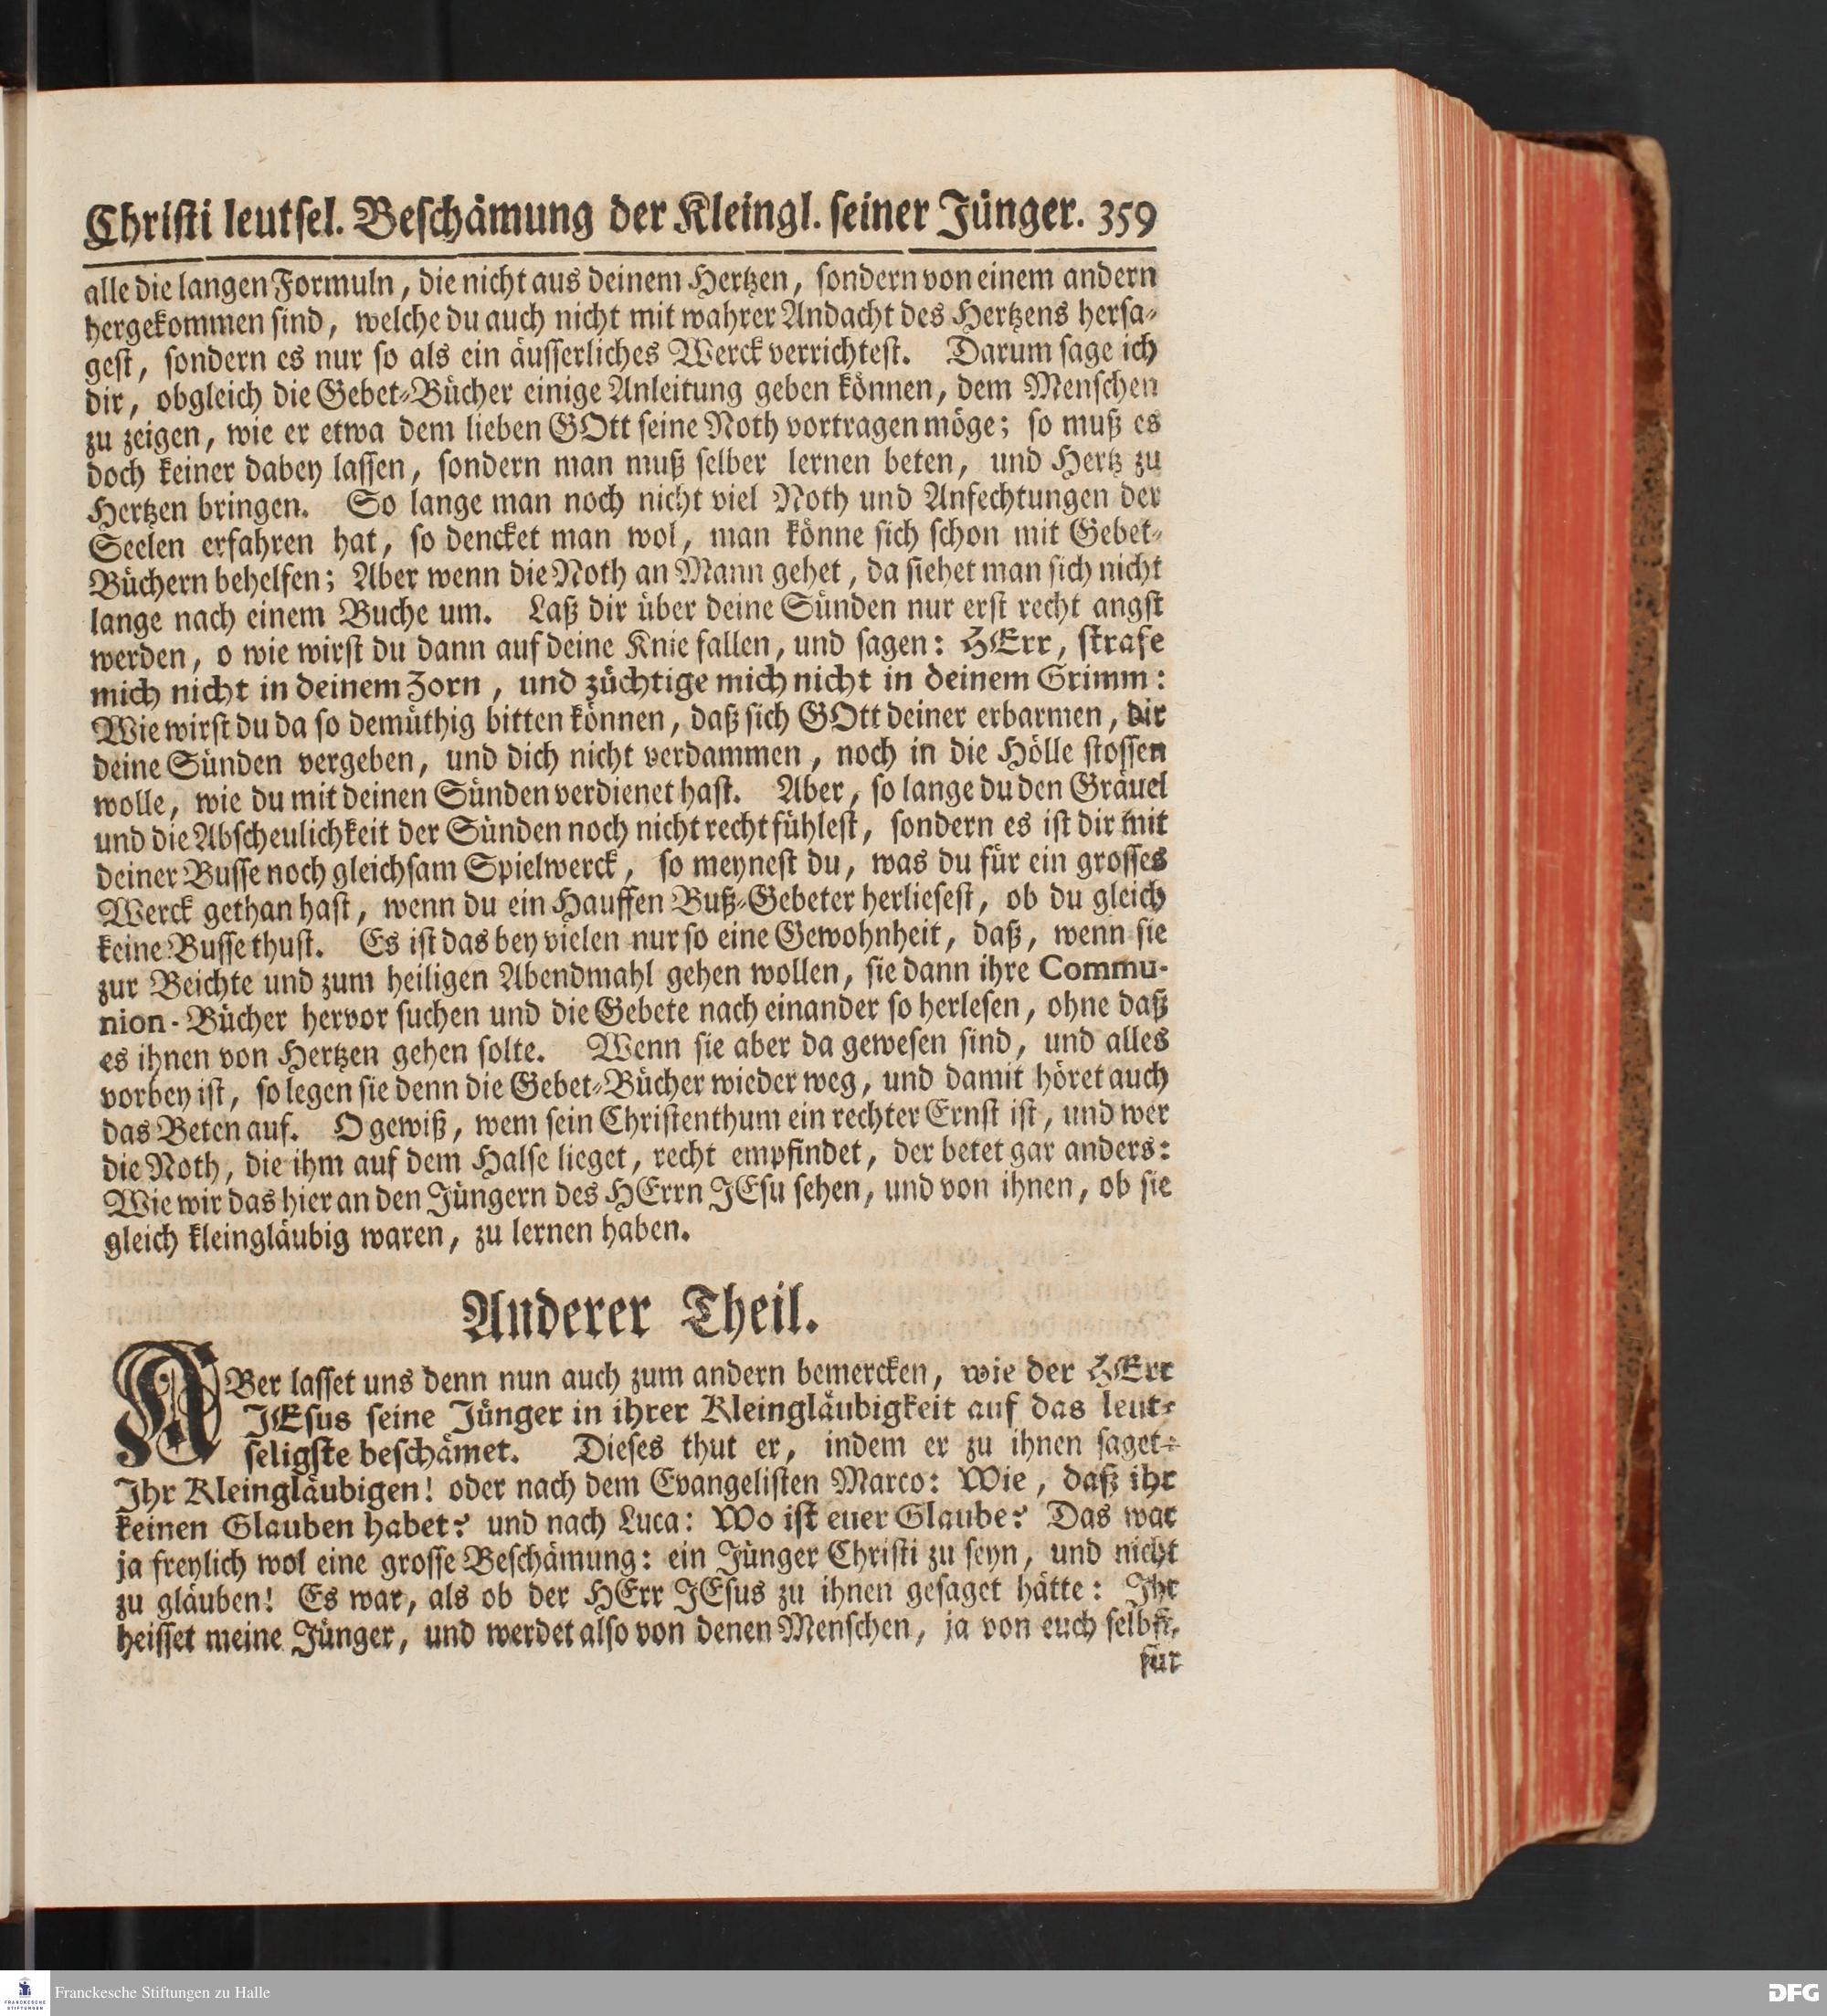 Christi leutsel. Beschämung der Kleingl. seiner Jünger. 359
alle die langen Formuln, die nicht aus deinem Hertzen, sondern von einem andern
hergekommen sind, welche du auch nicht mit wahrer Andacht des Hertzens hersa-
gest, sondern es nur so als ein äusserliches Werck verrichtest. Darum sage ich
dir, obgleich die Gebet-Bücher einige Anleitung geben können, dem Menschen
zu zeigen, wie er etwa dem lieben GOtt seine Noth vortragen möge; so muß es
doch keiner dabey lassen, sondern man muß selber lernen beten, und Hertz zu
Hertzen bringen. So lange man noch nicht viel Noth und Anfechtungen der
Seelen erfahren hat, so dencket man wol, man könne sich schon mit Gebet-
Büchern behelfen; Aber wenn die Noth an Mann gehet, da siehet man sich nicht
lange nach einem Buche um. Laß dir über deine Sünden nur erst recht angst
werden, o wie wirst du dann auf deine Knie fallen, und sagen: HErr, strafe
mich nicht in deinem Zorn, und züchtige mich nicht in deinem Grimm:
Wie wirst du da so demüthig bitten können, daß sich GOtt deiner erbarmen, dir
deine Sünden vergeben, und dich nicht verdammen, noch in die Hölle stossen
wolle, wie du mit deinen Sünden verdienet hast. Aber, so lange du den Gräuel
und die Abscheulichkeit der Sünden noch nicht recht fühlest, sondern es ist dir mit
deiner Busse noch gleichsam Spielwerck, so meynest du, was du für ein grosses
Werck gethan hast, wenn du ein Hauffen Buß-Gebeter herliesest, ob du gleich
keine Busse thust. Es ist das bey vielen nur so eine Gewohnheit, daß, wenn sie
zur Beichte und zum heiligen Abendmahl gehen wollen, sie dann ihre Commu-
nion-Bücher hervor suchen und die Gebete nach einander so herlesen, ohne daß
es ihnen von Hertzen gehen solte. Wenn sie aber da gewesen sind, und alles
vorbey ist, so legen sie denn die Gebet-Bücher wieder weg, und damit höret auch
das Beten auf. O gewiß, wem sein Christenthum ein rechter Ernst ist, und wer
die Noth, die ihm auf dem Halse lieget, recht empfindet, der betet gar anders:
Wie wir das hier an den Jüngern des HErrn JEsu sehen, und von ihnen, ob sie
gleich kleingläubig waren, zu lernen haben.
Anderer Theil.
ABer lasset uns denn nun auch zum andern bemercken, wie der HErr
JEsus seine Jünger in ihrer Kleingläubigkeit auf das leut-
seligste beschämet. Dieses thut er, indem er zu ihnen saget:
Ihr Kleingläubigen! oder nach dem Evangelisten Marco: Wie, daß ihr
keinen Glauben habet? und nach Luca: Wo ist euer Glaube? Das war
ja freylich wol eine grosse Beschämung: ein Jünger Christi zu seyn, und nicht
zu gläuben! Es war, als ob der HErr JEsus zu ihnen gesaget hätte: Ihr
heisset meine Jünger, und werdet also von denen Menschen, ja von euch selbst,
für
FRANCKESCHE STIFTUNGEN
Franckesche Stiftungen zu Halle
DFG